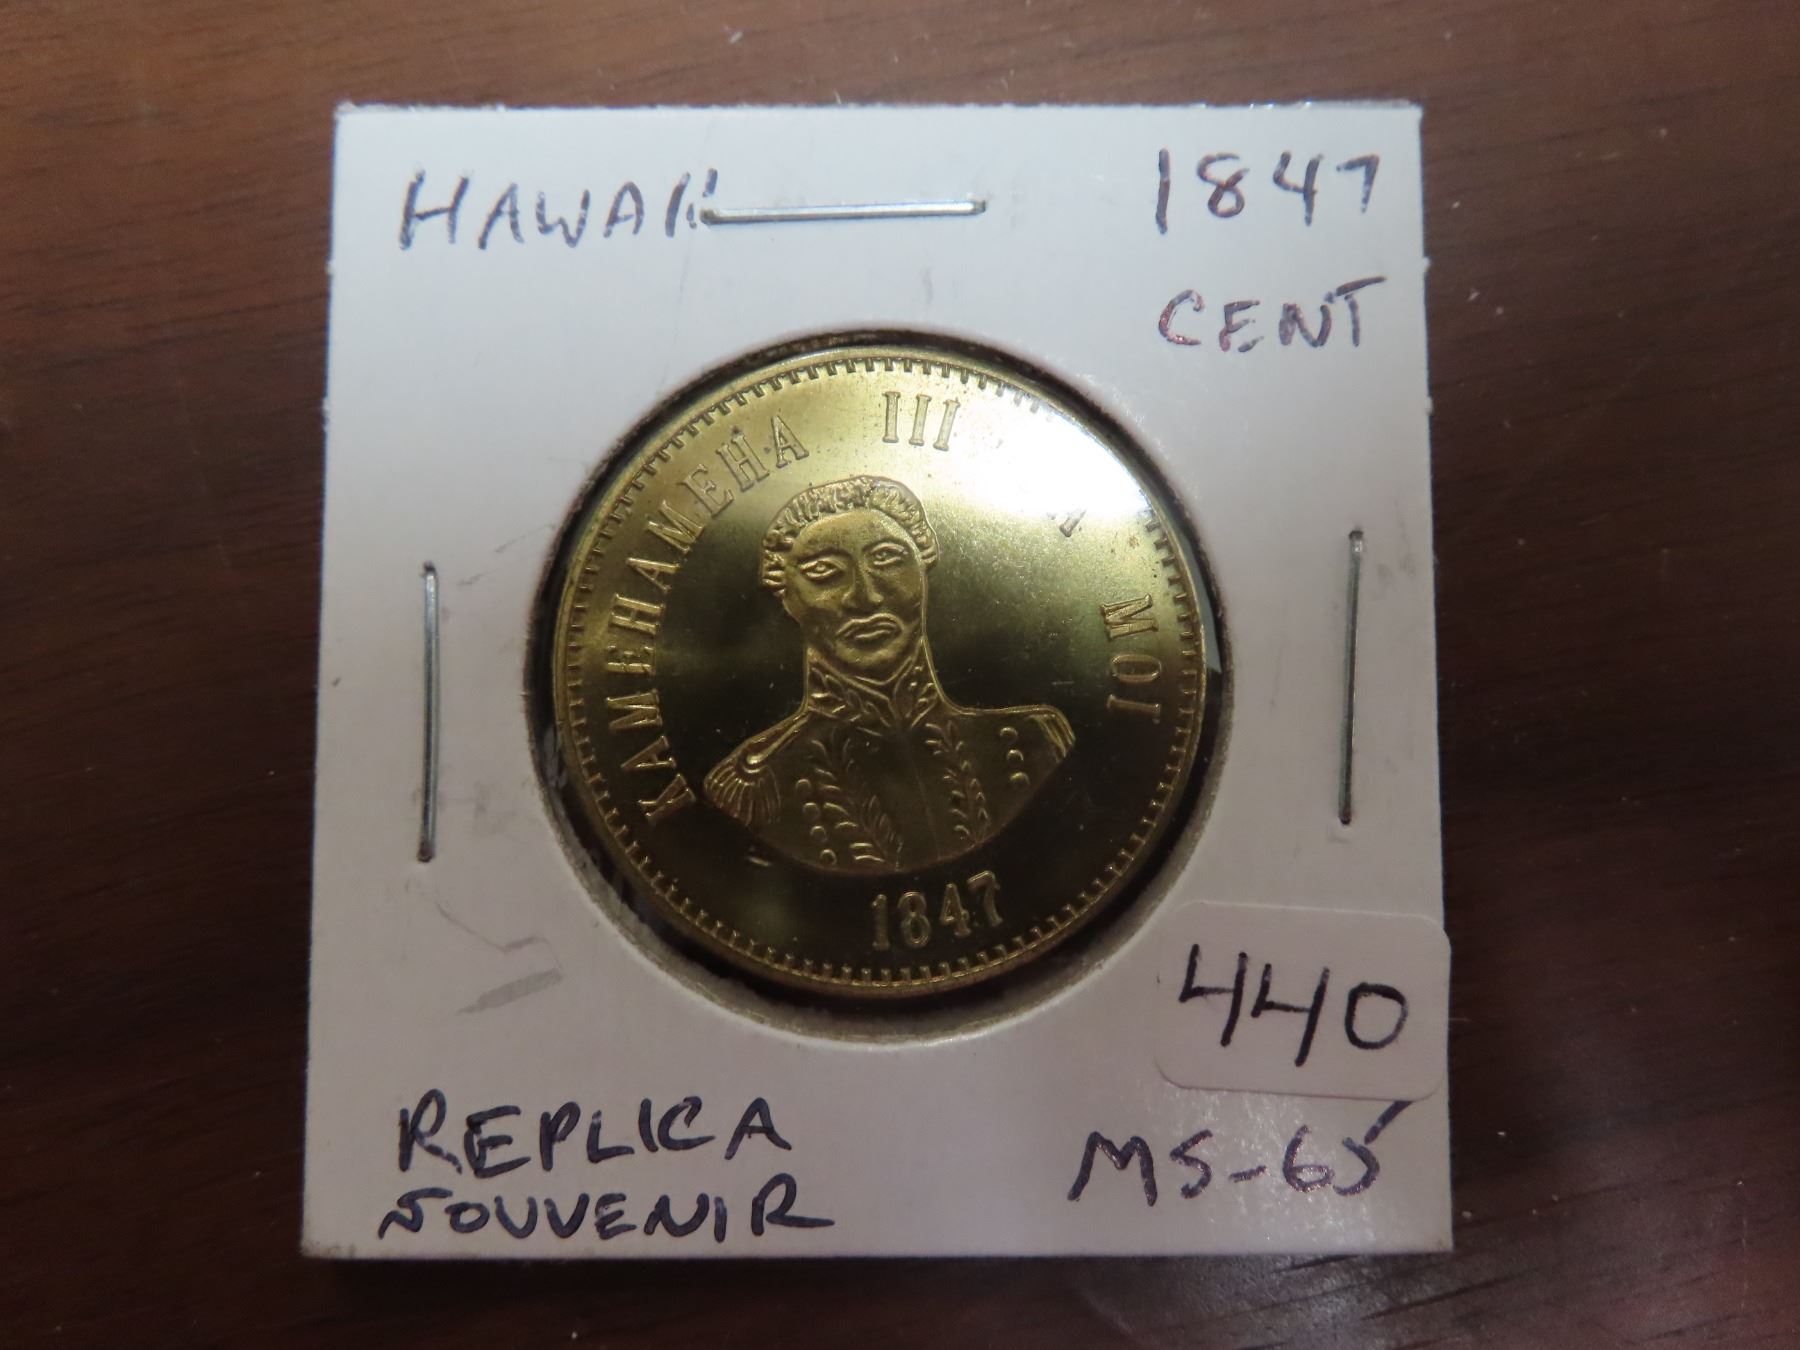 HAWAII 1847
CENT
KAMEHAMEHA III MOI
1847
440
REPLICA MS-65
SOUVENIR